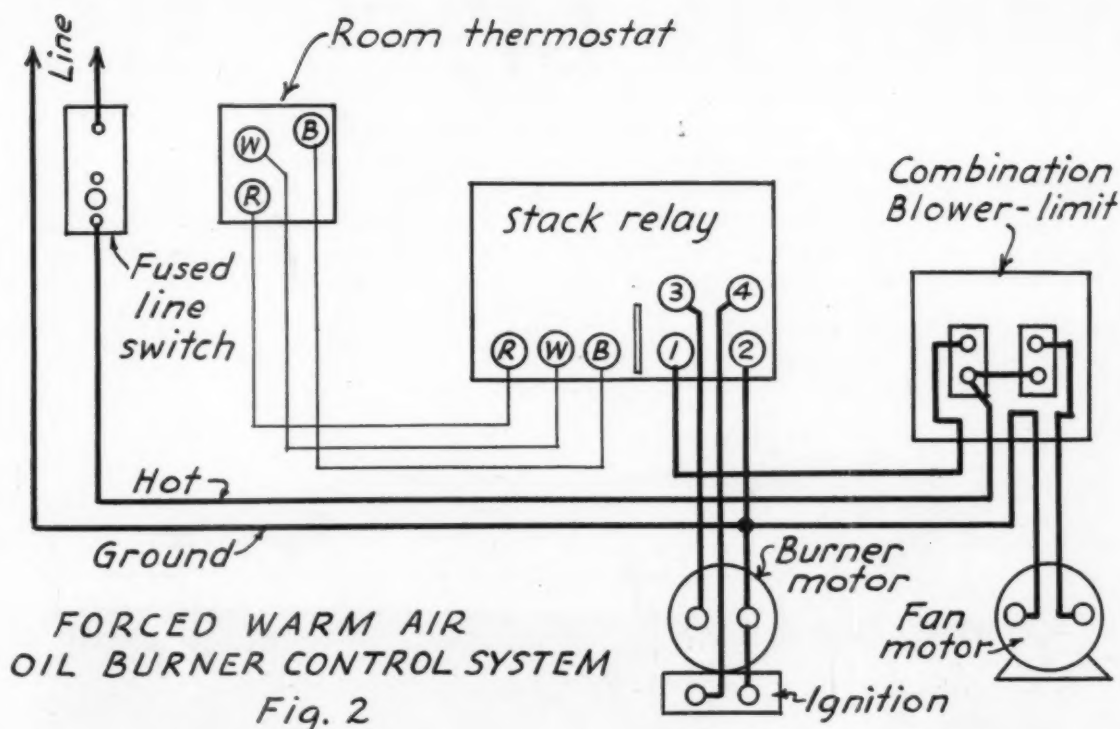 Line
Room thermostat
W
B
R
Fused
line
switch
Stack relay
3
4
R
W
B
1
2
Combination
Blower-limit
Hot
Ground
Burner
motor
Fan
motor
Ignition
FORCED WARM AIR
OIL BURNER CONTROL SYSTEM
Fig. 2